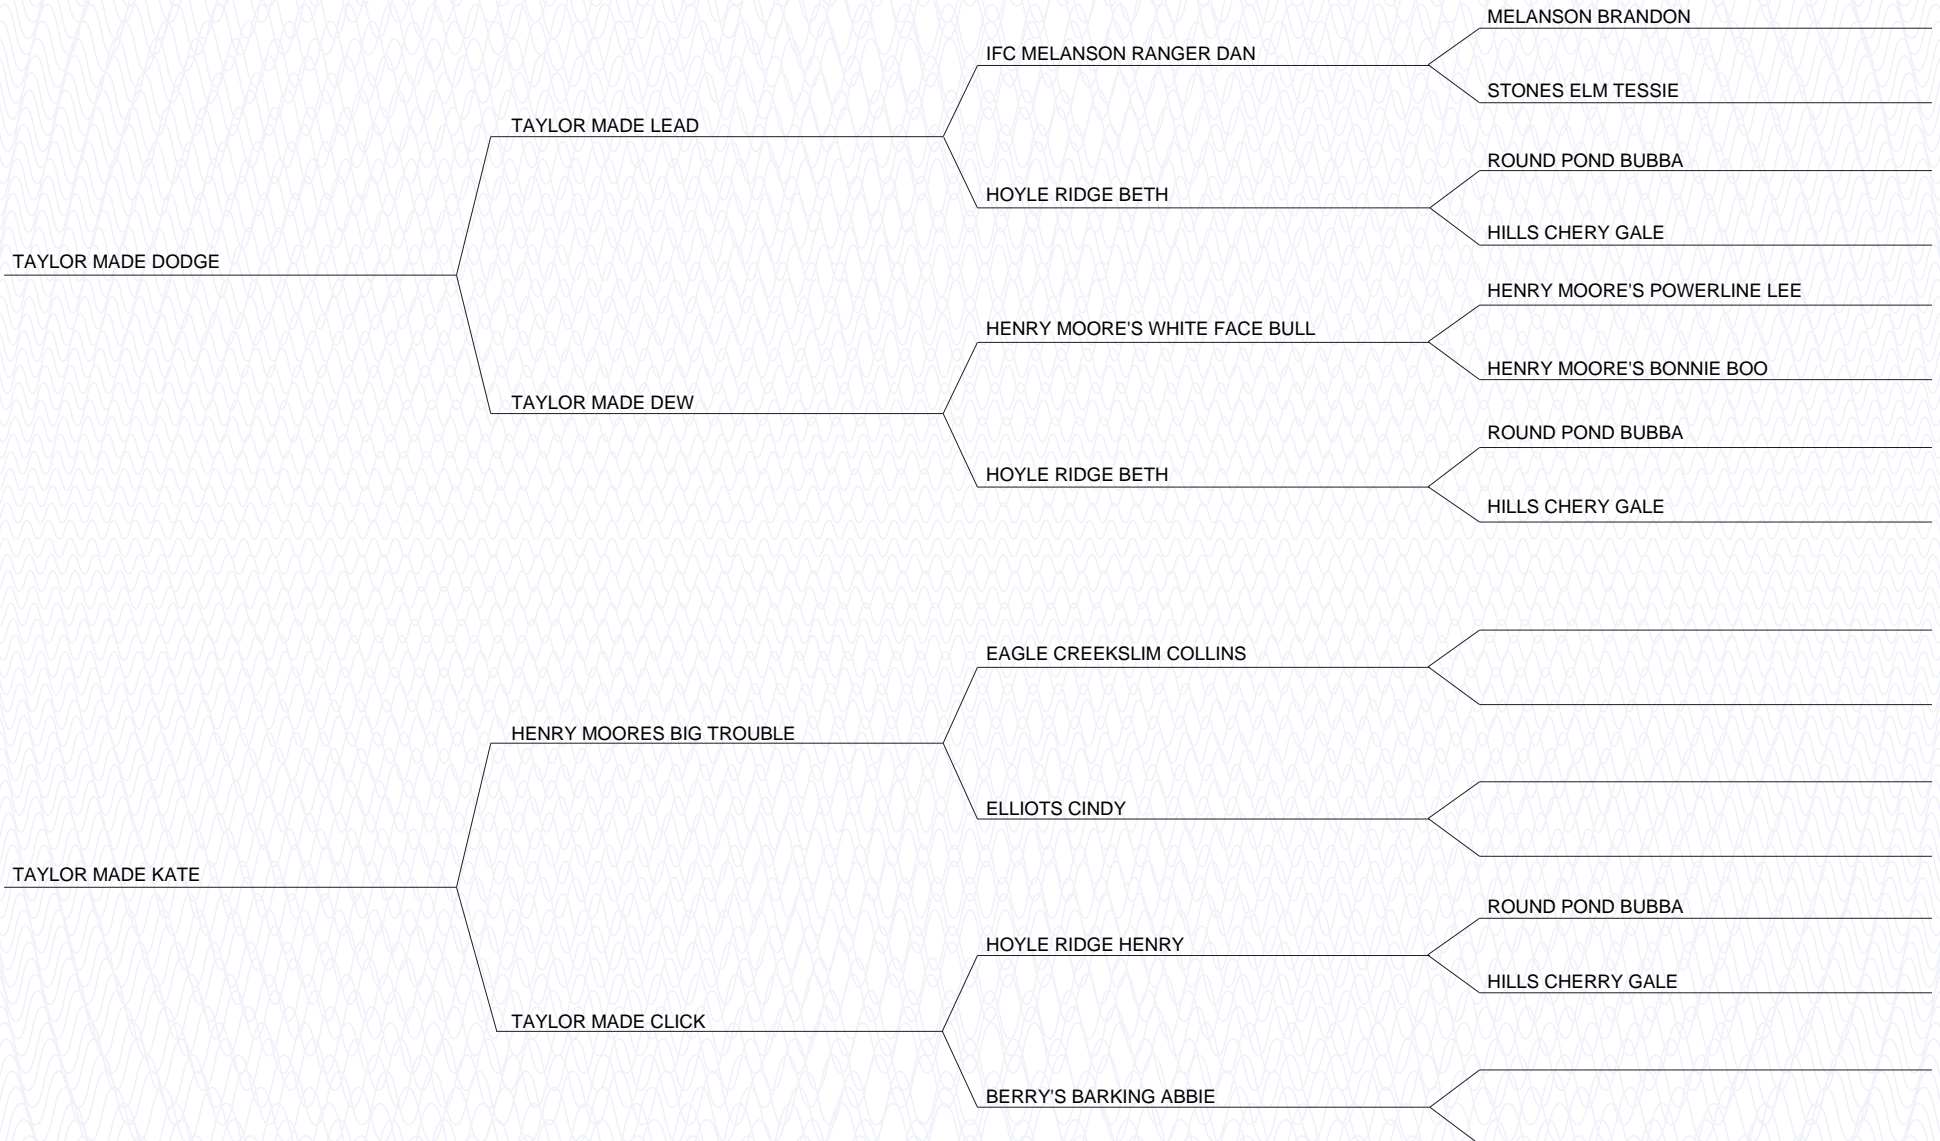 MELANSON BRANDON
IFC MELANSON RANGER DAN
STONES ELM TESSIE
TAYLOR MADE LEAD
ROUND POND BUBBA
HOYLE RIDGE BETH
HILLS CHERY GALE
TAYLOR MADE DODGE
HENRY MOORE'S POWERLINE LEE
HENRY MOORE'S WHITE FACE BULL
HENRY MOORE'S BONNIE BOO
TAYLOR MADE DEW
ROUND POND BUBBA
HOYLE RIDGE BETH
HILLS CHERY GALE
EAGLE CREEKSLIM COLLINS
HENRY MOORES BIG TROUBLE
ELLIOTS CINDY
TAYLOR MADE KATE
ROUND POND BUBBA
HOYLE RIDGE HENRY
HILLS CHERRY GALE
TAYLOR MADE CLICK
BERRY'S BARKING ABBIE